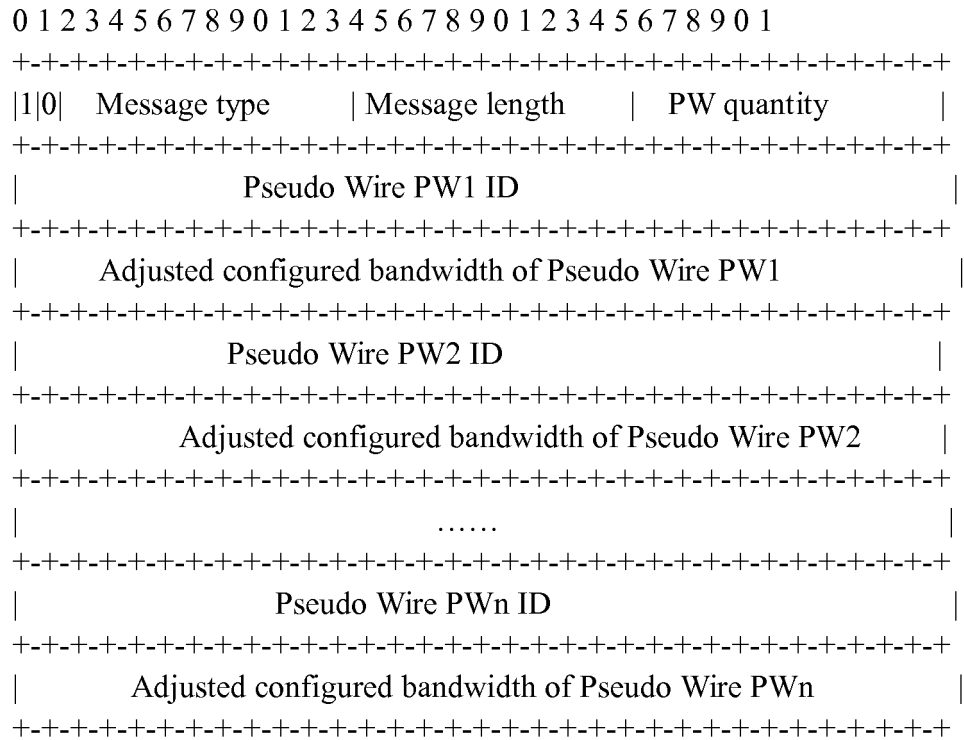 0 1 2 3 4 5 6 7 8 9 0 1 2 3 4 5 6 7 8 9 0 1 2 3 4 5 6 7 8 9 0 1
+-+-+-+-+-+-+-+-+-+-+-+-+-+-+-+-+-+-+-+-+-+-+-+-+-+-+-+-+-+-+-+-+
|1|0| Message type | Message length | PW quantity |
+-+-+-+-+-+-+-+-+-+-+-+-+-+-+-+-+-+-+-+-+-+-+-+-+-+-+-+-+-+-+-+-+
| Pseudo Wire PW1 ID |
+-+-+-+-+-+-+-+-+-+-+-+-+-+-+-+-+-+-+-+-+-+-+-+-+-+-+-+-+-+-+-+-+
| Adjusted configured bandwidth of Pseudo Wire PW1 |
+-+-+-+-+-+-+-+-+-+-+-+-+-+-+-+-+-+-+-+-+-+-+-+-+-+-+-+-+-+-+-+-+
| Pseudo Wire PW2 ID |
+-+-+-+-+-+-+-+-+-+-+-+-+-+-+-+-+-+-+-+-+-+-+-+-+-+-+-+-+-+-+-+-+
| Adjusted configured bandwidth of Pseudo Wire PW2 |
+-+-+-+-+-+-+-+-+-+-+-+-+-+-+-+-+-+-+-+-+-+-+-+-+-+-+-+-+-+-+-+-+
| …… |
+-+-+-+-+-+-+-+-+-+-+-+-+-+-+-+-+-+-+-+-+-+-+-+-+-+-+-+-+-+-+-+-+
| Pseudo Wire PWn ID |
+-+-+-+-+-+-+-+-+-+-+-+-+-+-+-+-+-+-+-+-+-+-+-+-+-+-+-+-+-+-+-+-+
| Adjusted configured bandwidth of Pseudo Wire PWn |
+-+-+-+-+-+-+-+-+-+-+-+-+-+-+-+-+-+-+-+-+-+-+-+-+-+-+-+-+-+-+-+-+